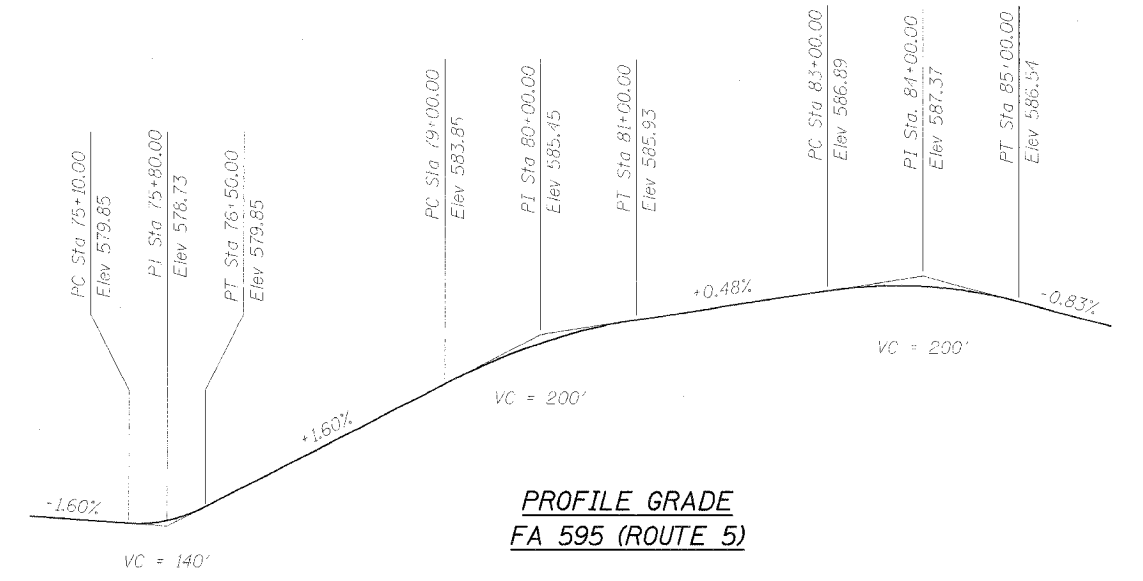 PC Sta 75+10.00
Elev 579.85
PI Sta 75+80.00
Elev 578.73
PT Sta 76+50.00
Elev 579.85
PC Sta 79+00.00
Elev 583.85
PI Sta 80+00.00
Elev 585.45
PT Sta 81+00.00
Elev 585.93
PC Sta 83+00.00
Elev 586.89
PI Sta. 84+00.00
Elev 587.37
PT Sta 85+00.00
Elev 586.54
-1.60%
VC = 140'
+1.60%
VC = 200'
+0.48%
VC = 200'
-0.83%
PROFILE GRADE
FA 595 (ROUTE 5)